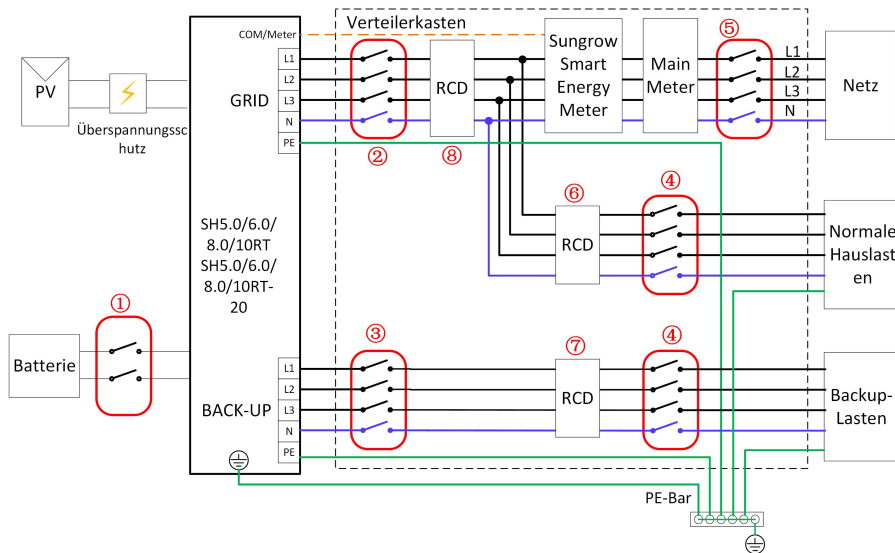 Verteilerkasten
COM/Meter
⑤
L1
L2
L3
N
PE
GRID
RCD
Sungrow
Smart
Energy
Meter
Main
Meter
L1
L2
L3
N
Netz
PV
Überspannungssc
hutz
②
⑧
⑥
④
RCD
Normale
Hauslast
en
SH5.0/6.0/
8.0/10RT
SH5.0/6.0/
8.0/10RT-
20
①
Batterie
③
⑦
④
L1
L2
L3
N
PE
BACK-UP
RCD
Backup-
Lasten
PE-Bar